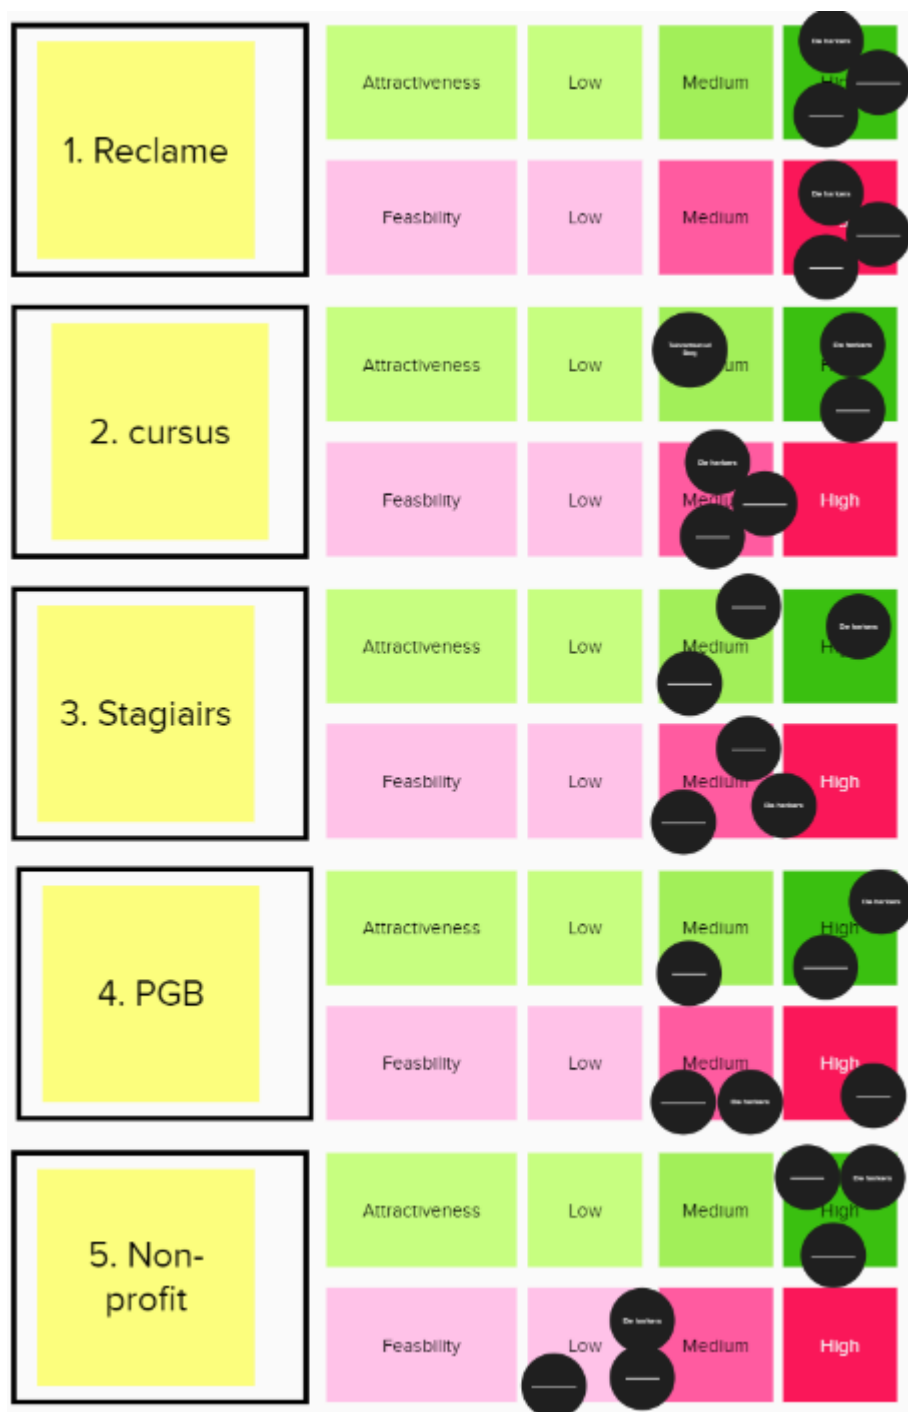 1. Reclame
Attractiveness
Low
Medium
Feasbility
Low
Medium
2. cursus
Attractiveness
Low
Feasbility
Low
High
3. Stagiairs
Attractiveness
Low
Medium
Feasbility
Low
Medium
High
4. PGB
Attractiveness
Low
Medium
High
Feasbility
Low
Medium
High
5. Non-
profit
Attractiveness
Low
Medium
High
Feasbility
Low
Medium
High